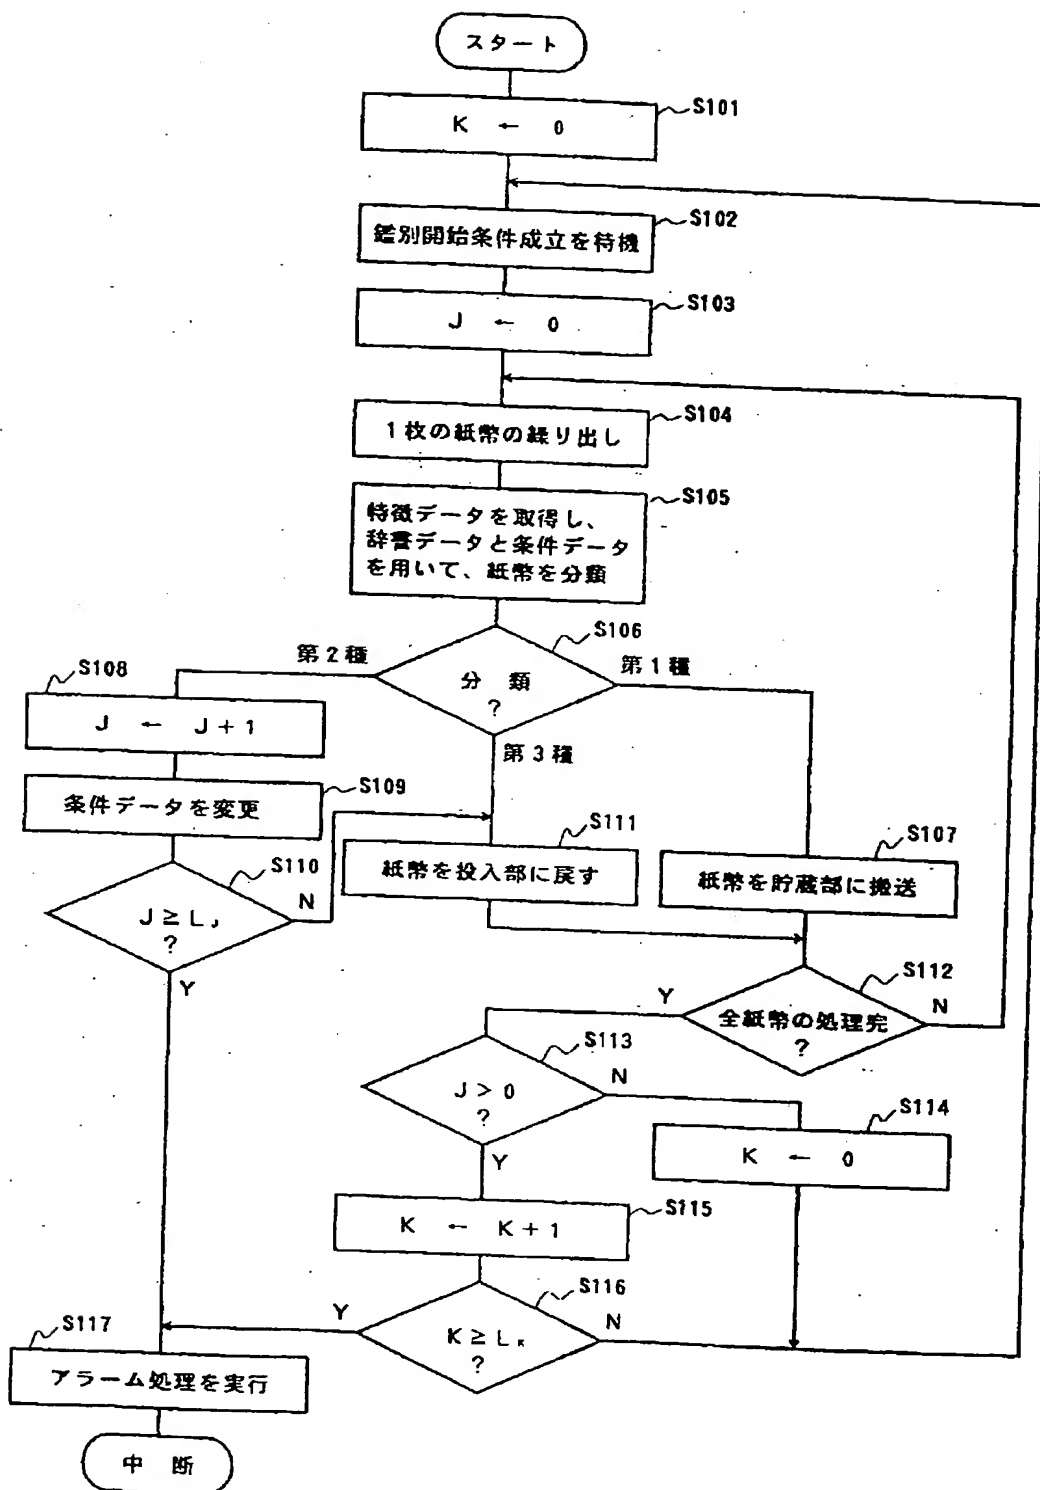 スタート
S101
K ← 0
S102
鑑別開始条件成立を待機
S103
J ← 0
S104
1枚の紙幣の繰り出し
S105
特徴データを取得し、
辞書データと条件データ
を用いて、紙幣を分類
S106
第2種
第1種
分 類
?
第3種
S108
J ← J+1
S109
条件データを変更
S110
J ≥ LJ
?
N
Y
S111
紙幣を投入部に戻す
S107
紙幣を貯蔵部に搬送
S112
Y
N
全紙幣の処理完
?
S113
J > 0
?
N
Y
S114
K ← 0
S115
K ← K+1
S116
Y
N
K ≥ LK
?
S117
アラーム処理を実行
中 断